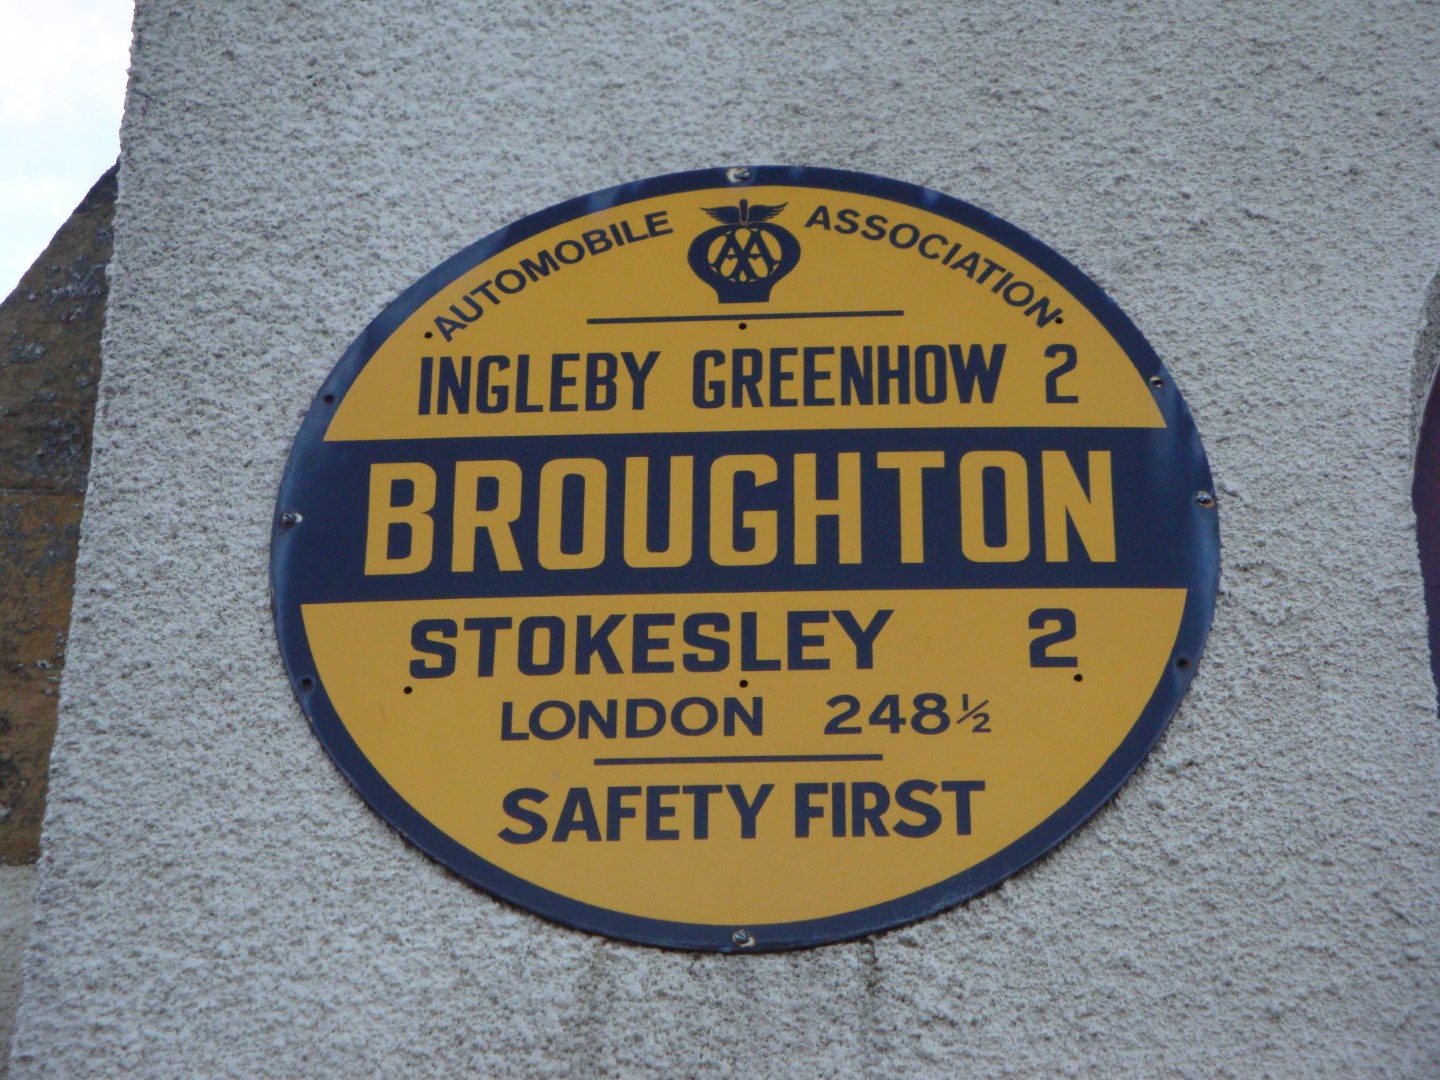 AUTOMOBILE AA ASSOCIATION
INGLEBY GREENHOW 2
BROUGHTON
STOKESLEY 2
LONDON 248½
SAFETY FIRST